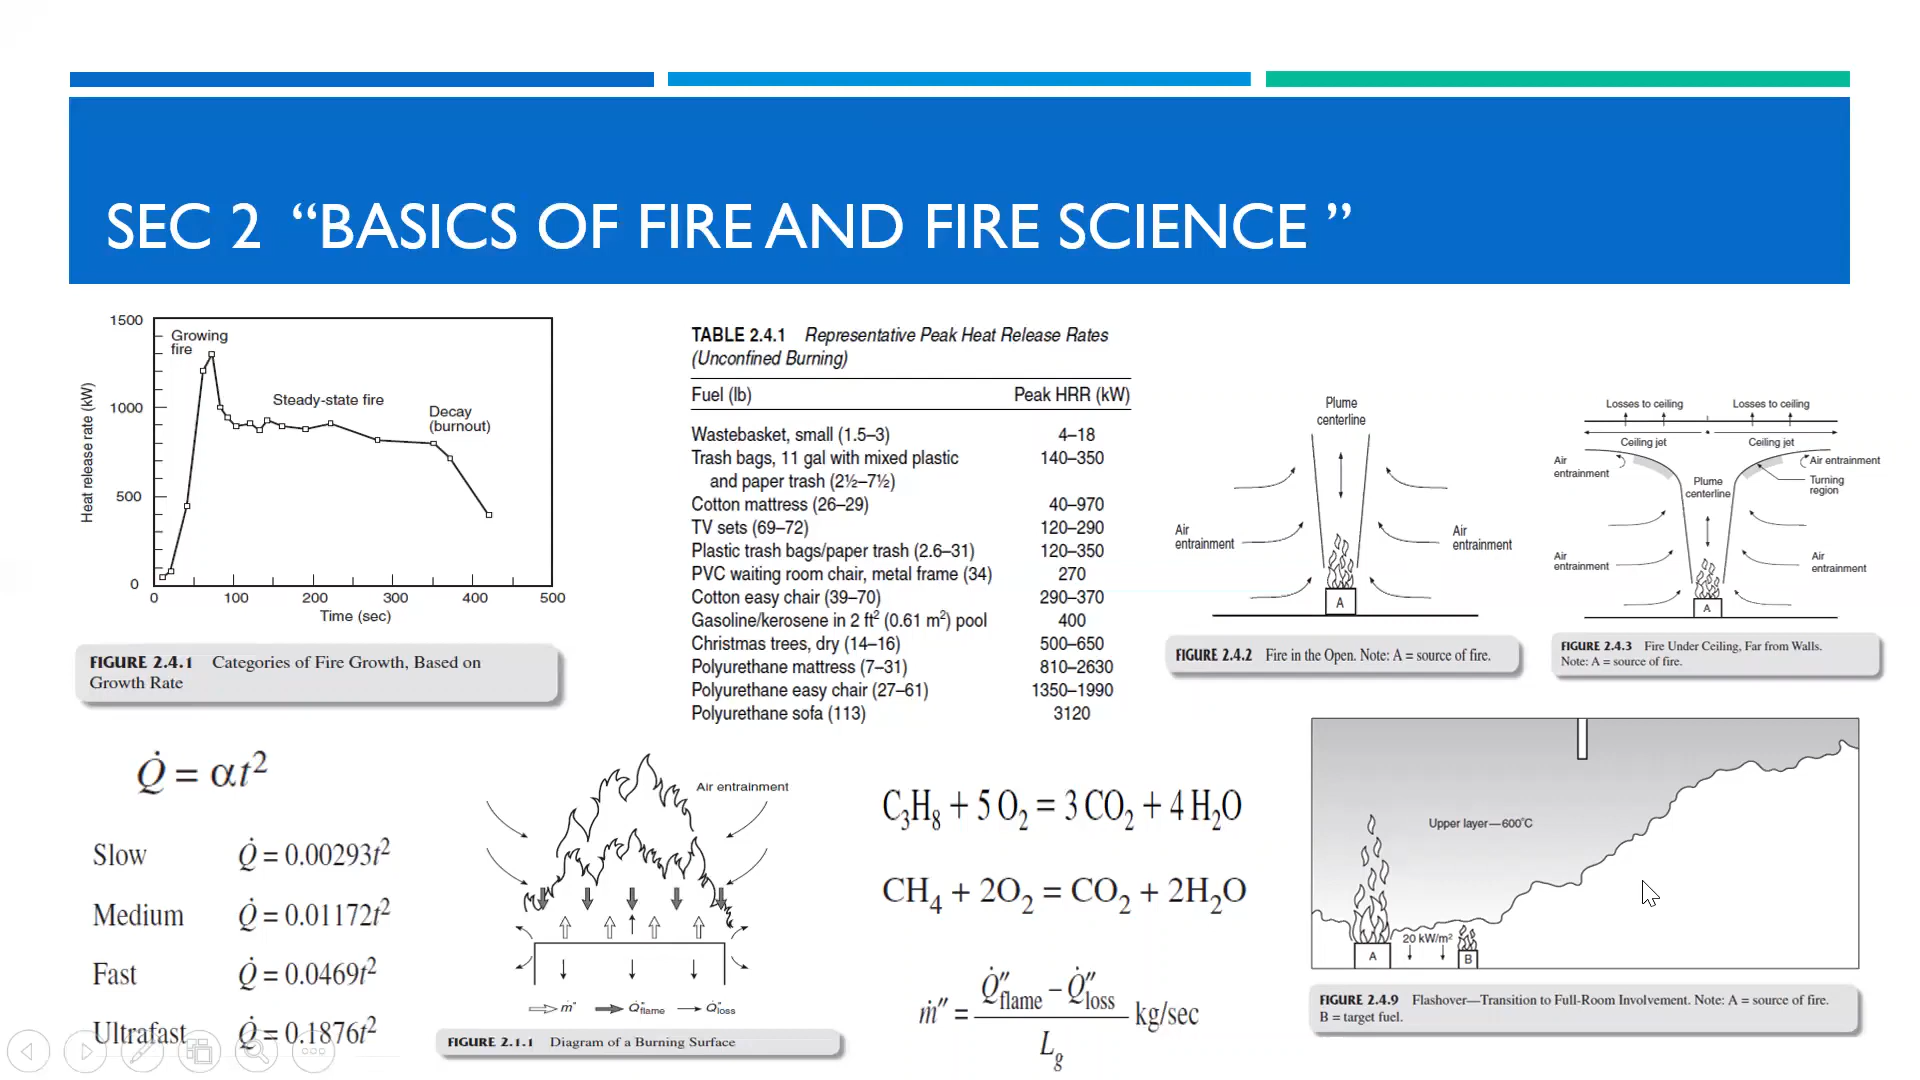 SEC 2 “BASICS OF FIRE AND FIRE SCIENCE ”
1500
1000
500
0
Heat release rate (kW)
Growing
fire
Steady-state fire
Decay
(burnout)
0 100 200 300 400 500
Time (sec)
FIGURE 2.4.1 Categories of Fire Growth, Based on
Growth Rate
TABLE 2.4.1 Representative Peak Heat Release Rates
(Unconfined Burning)
Fuel (lb) Peak HRR (kW)
Wastebasket, small (1.5–3) 4–18
Trash bags, 11 gal with mixed plastic 140–350
and paper trash (2½–7½)
Cotton mattress (26–29) 40–970
TV sets (69–72) 120–290
Plastic trash bags/paper trash (2.6–31) 120–350
PVC waiting room chair, metal frame (34) 270
Cotton easy chair (39–70) 290–370
Gasoline/kerosene in 2 ft² (0.61 m²) pool 400
Christmas trees, dry (14–16) 500–650
Polyurethane mattress (7–31) 810–2630
Polyurethane easy chair (27–61) 1350–1990
Polyurethane sofa (113) 3120
Plume
centerline
Air
entrainment
Air
entrainment
A
FIGURE 2.4.2 Fire in the Open. Note: A = source of fire.
Losses to ceiling Losses to ceiling
Ceiling jet Ceiling jet
Air
entrainment
Air entrainment
Turning
region
Plume
centerline
Air
entrainment
Air
entrainment
A
FIGURE 2.4.3 Fire Under Ceiling, Far from Walls.
Note: A = source of fire.
Q̇ = αt²
Slow Q̇ = 0.00293t²
Medium Q̇ = 0.01172t²
Fast Q̇ = 0.0469t²
Ultrafast Q̇ = 0.1876t²
Air entrainment
ṁ″ Q̇″flame Q̇″loss
FIGURE 2.1.1 Diagram of a Burning Surface
C₃H₈ + 5 O₂ = 3 CO₂ + 4 H₂O
CH₄ + 2O₂ = CO₂ + 2H₂O
ṁ″ = (Q̇″flame – Q̇″loss) / Lg kg/sec
Upper layer—600°C
20 kW/m²
A
B
FIGURE 2.4.9 Flashover—Transition to Full-Room Involvement. Note: A = source of fire.
B = target fuel.